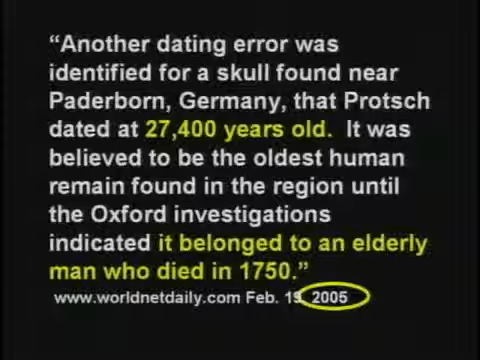 “Another dating error was
identified for a skull found near
Paderborn, Germany, that Protsch
dated at 27,400 years old. It was
believed to be the oldest human
remain found in the region until
the Oxford investigations
indicated it belonged to an elderly
man who died in 1750.”
www.worldnetdaily.com Feb. 19, 2005